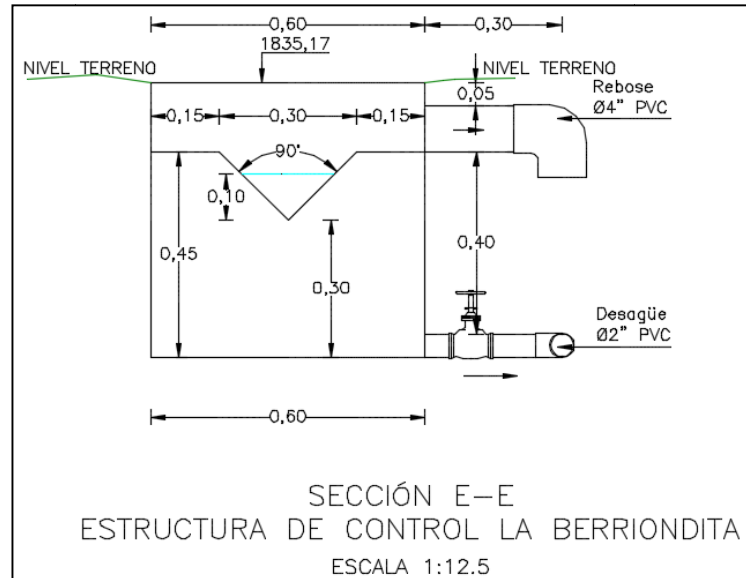 0,60
0,30
1835,17
NIVEL TERRENO
NIVEL TERRENO
0,05
Rebose
Ø4" PVC
0,15
0,30
0,15
90°
0,10
0,45
0,40
0,30
Desagüe
Ø2" PVC
0,60
SECCIÓN E-E
ESTRUCTURA DE CONTROL LA BERRIONDITA
ESCALA 1:12.5